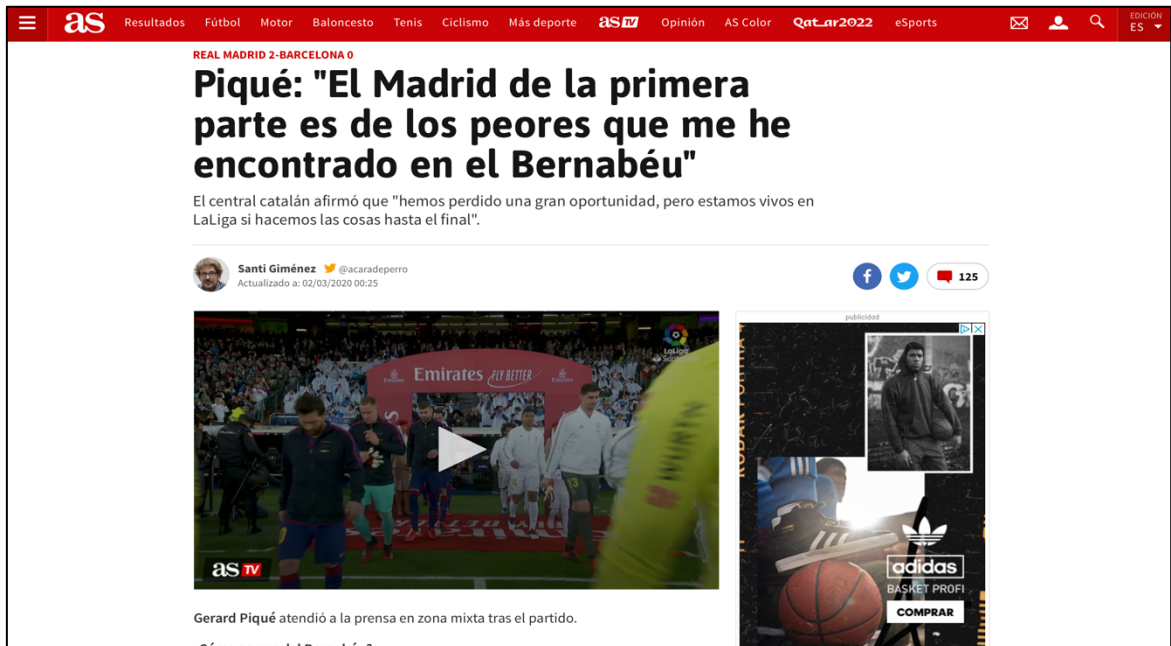 as Resultados Fútbol Motor Baloncesto Tenis Ciclismo Más deporte as TV Opinión AS Color Qat_ar2022 eSports EDICIÓN ES
REAL MADRID 2-BARCELONA 0
Piqué: "El Madrid de la primera
parte es de los peores que me he
encontrado en el Bernabéu"
El central catalán afirmó que "hemos perdido una gran oportunidad, pero estamos vivos en
LaLiga si hacemos las cosas hasta el final".
Santi Giménez @acaradeperro
Actualizado a: 02/03/2020 00:25
125
publicidad
LaLiga
Emirates FLY BETTER
13
as TV
adidas
BASKET PROFI
COMPRAR
Gerard Piqué atendió a la prensa en zona mixta tras el partido.